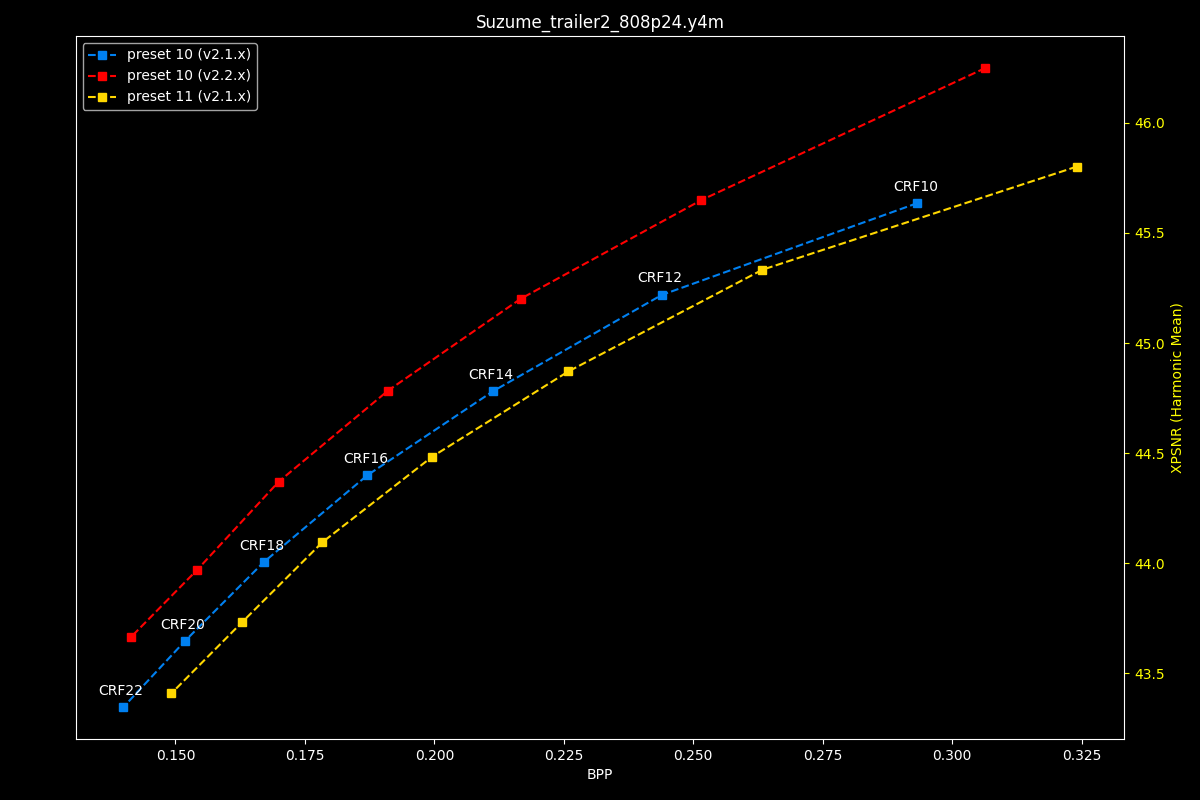 Suzume_trailer2_808p24.y4m
preset 10 (v2.1.x)
preset 10 (v2.2.x)
preset 11 (v2.1.x)
46.0
CRF10
45.5
CRF12
45.0
CRF14
44.5
CRF16
CRF18
44.0
CRF20
43.5
CRF22
XPSNR (Harmonic Mean)
0.150 0.175 0.200 0.225 0.250 0.275 0.300 0.325
BPP